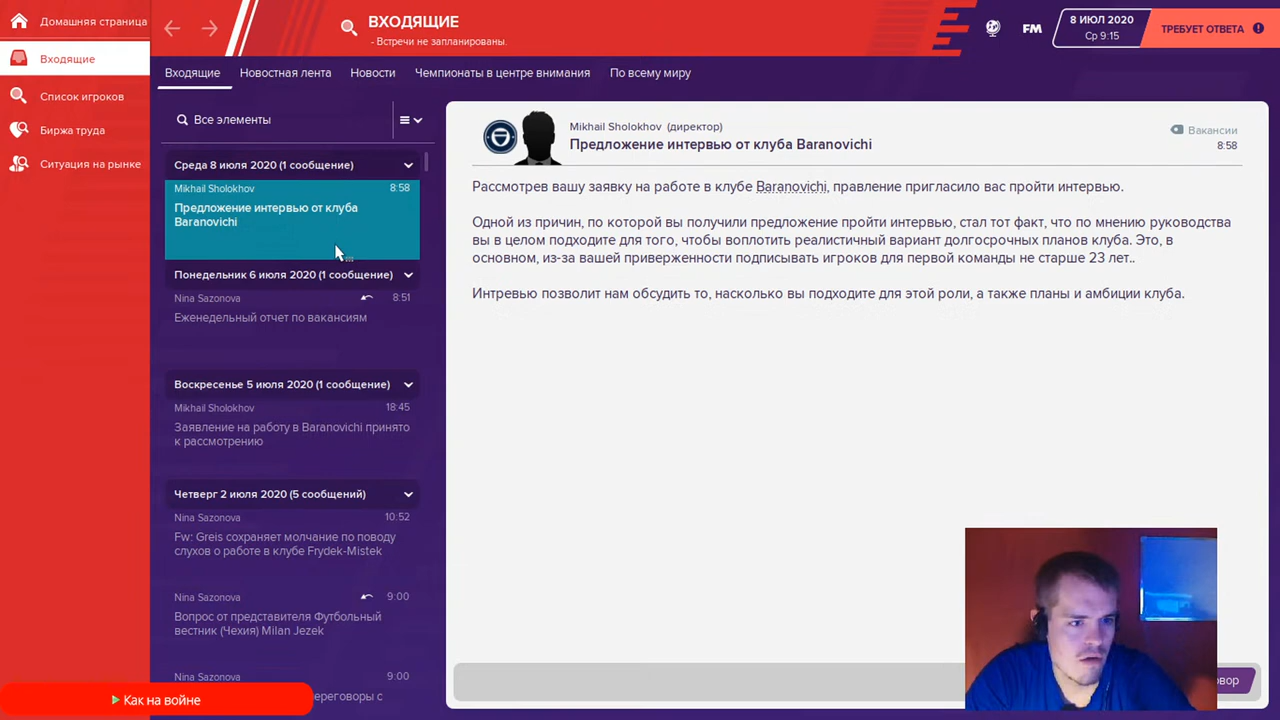 Домашняя страница
Входящие
Список игроков
Биржа труда
Ситуация на рынке
ВХОДЯЩИЕ
- Встречи не запланированы.
FM
8 ИЮЛ 2020
Ср 9:15
ТРЕБУЕТ ОТВЕТА
Входящие Новостная лента Новости Чемпионаты в центре внимания По всему миру
Все элементы
Среда 8 июля 2020 (1 сообщение)
Mikhail Sholokhov 8:58
Предложение интервью от клуба
Baranovichi
Понедельник 6 июля 2020 (1 сообщение)
Nina Sazonova 8:51
Еженедельный отчет по вакансиям
Воскресенье 5 июля 2020 (1 сообщение)
Mikhail Sholokhov 18:45
Заявление на работу в Baranovichi принято
к рассмотрению
Четверг 2 июля 2020 (5 сообщений)
Nina Sazonova 10:52
Fw: Greis сохраняет молчание по поводу
слухов о работе в клубе Frydek-Mistek
Nina Sazonova 9:00
Вопрос от представителя Футбольный
вестник (Чехия) Milan Jezek
Nina Sazonova 9:00
Mikhail Sholokhov (директор)
Предложение интервью от клуба Baranovichi
Вакансии
8:58
Рассмотрев вашу заявку на работе в клубе Baranovichi, правление пригласило вас пройти интервью.
Одной из причин, по которой вы получили предложение пройти интервью, стал тот факт, что по мнению руководства
вы в целом подходите для того, чтобы воплотить реалистичный вариант долгосрочных планов клуба. Это, в
основном, из-за вашей приверженности подписывать игроков для первой команды не старше 23 лет..
Интревью позволит нам обсудить то, насколько вы подходите для этой роли, а также планы и амбиции клуба.
Как на войне